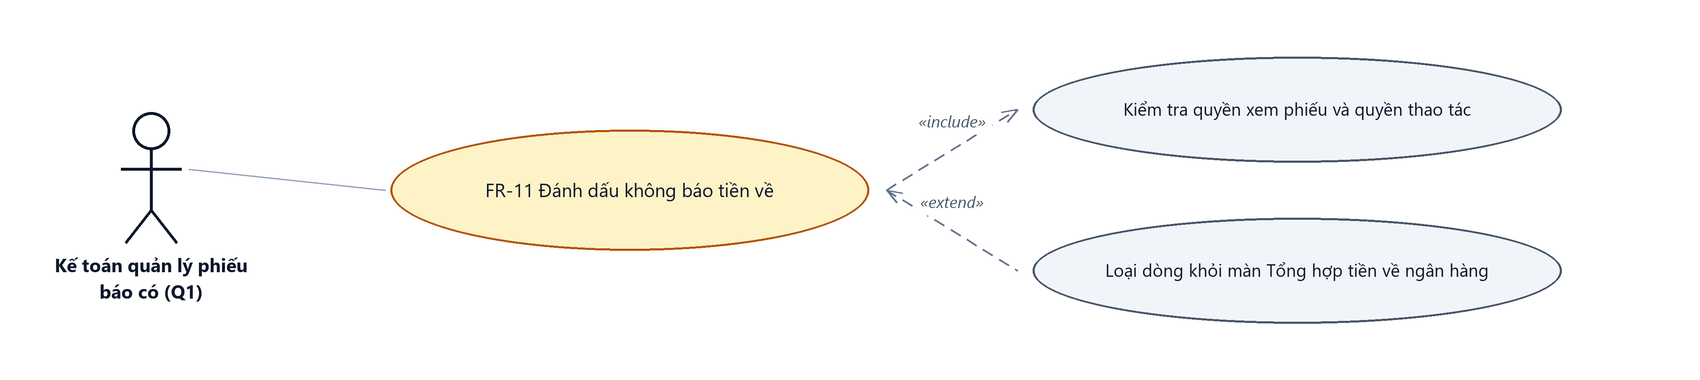 Kế toán quản lý phiếu
báo có (Q1)
FR-11 Đánh dấu không báo tiền về
«include»
«extend»
Kiểm tra quyền xem phiếu và quyền thao tác
Loại dòng khỏi màn Tổng hợp tiền về ngân hàng